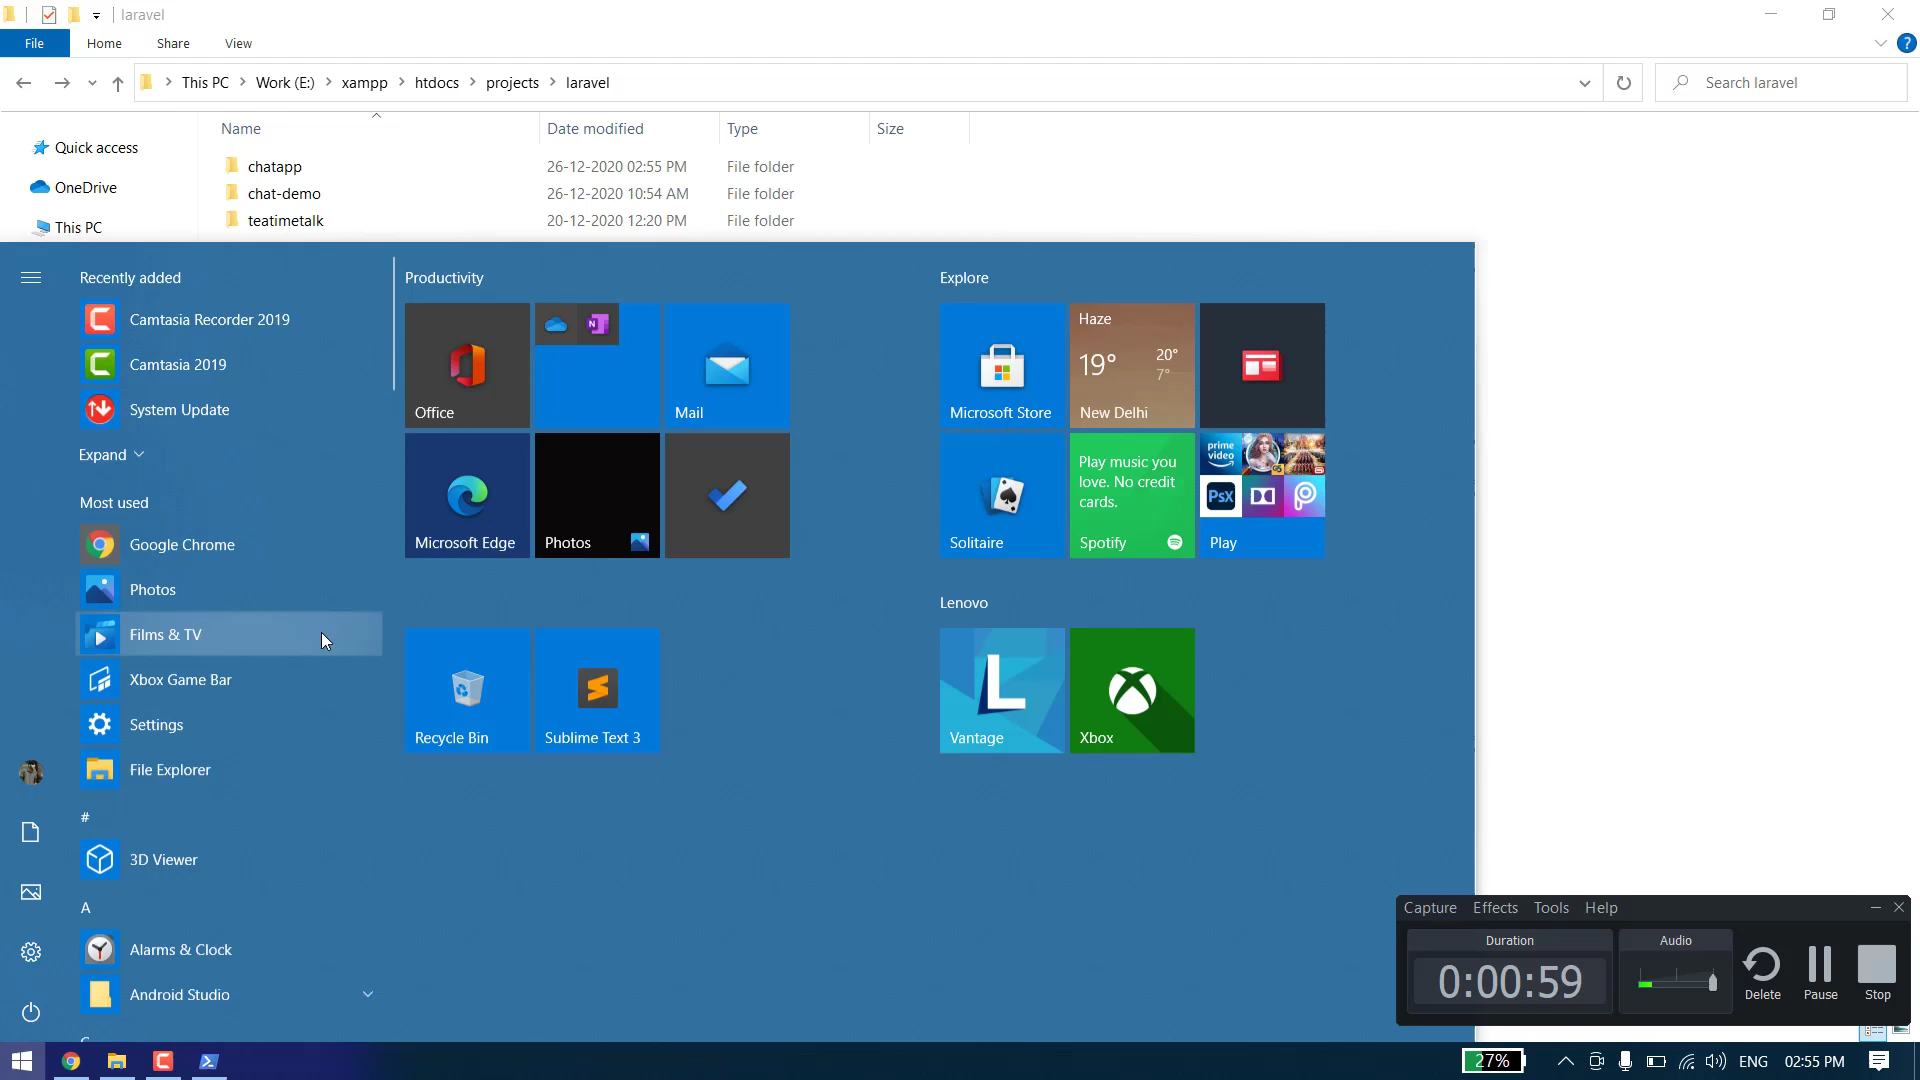 laravel
File Home Share View
This PC Work (E:) xampp htdocs projects laravel
Search laravel
Name Date modified Type Size
Quick access
OneDrive
This PC
chatapp 26-12-2020 02:55 PM File folder
chat-demo 26-12-2020 10:54 AM File folder
teatimetalk 20-12-2020 12:20 PM File folder
Recently added
Camtasia Recorder 2019
Camtasia 2019
System Update
Expand
Most used
Google Chrome
Photos
Films & TV
Xbox Game Bar
Settings
File Explorer
#
3D Viewer
A
Alarms & Clock
Android Studio
Productivity
Office
N
Mail
Microsoft Edge
Photos
Recycle Bin
Sublime Text 3
Explore
Microsoft Store
Haze
19° 20°
7°
New Delhi
Solitaire
Play music you
love. No credit
cards.
Spotify
prime
video
PsX
Play
Lenovo
L
Vantage
Xbox
Capture Effects Tools Help
Duration
0:00:59
Audio
Delete Pause Stop
27% ENG 02:55 PM